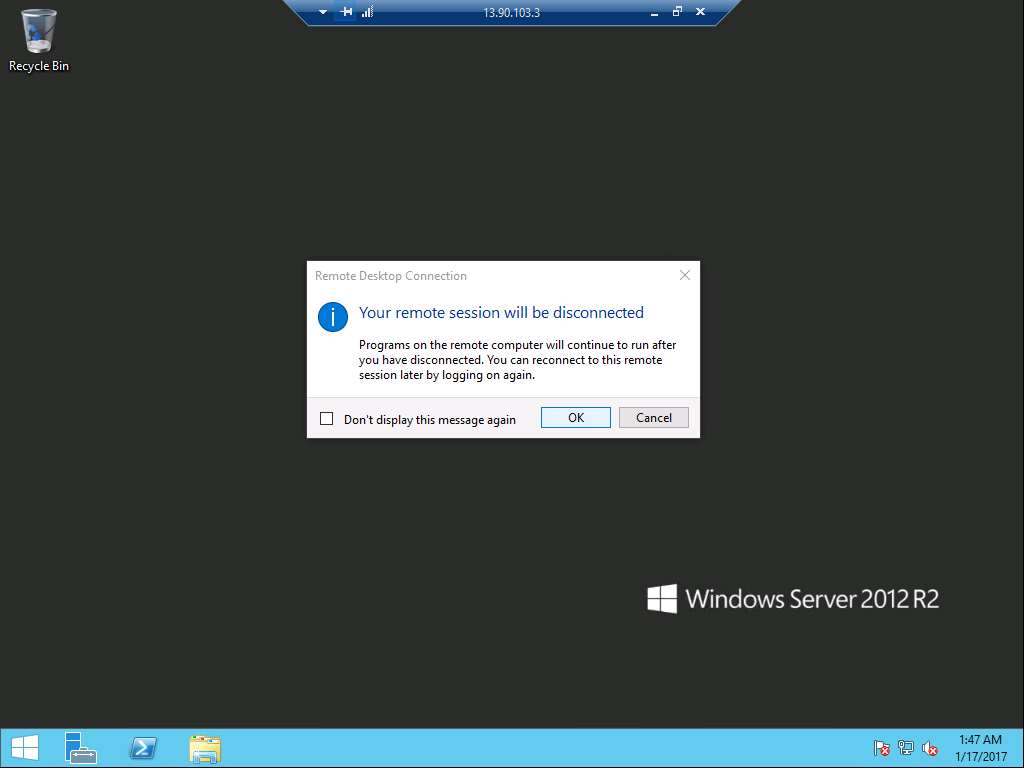 13.90.103.3
Recycle Bin
Remote Desktop Connection
Your remote session will be disconnected
Programs on the remote computer will continue to run after
you have disconnected. You can reconnect to this remote
session later by logging on again.
Don't display this message again
OK
Cancel
Windows Server 2012 R2
1:47 AM
1/17/2017